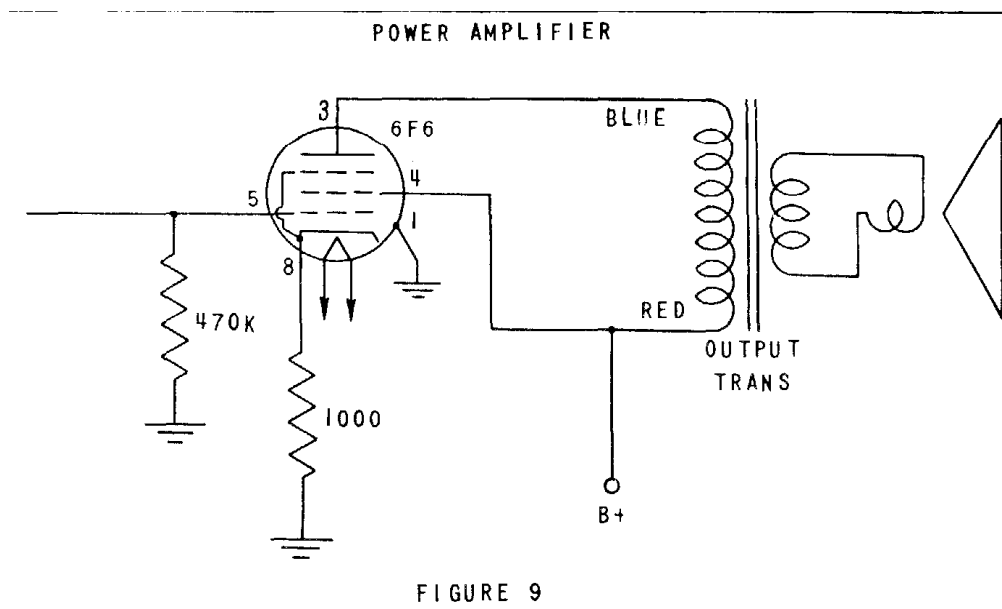 POWER AMPLIFIER
3
6F6
BLUE
4
5
1
8
470K
RED
OUTPUT
TRANS
1000
B+
FIGURE 9